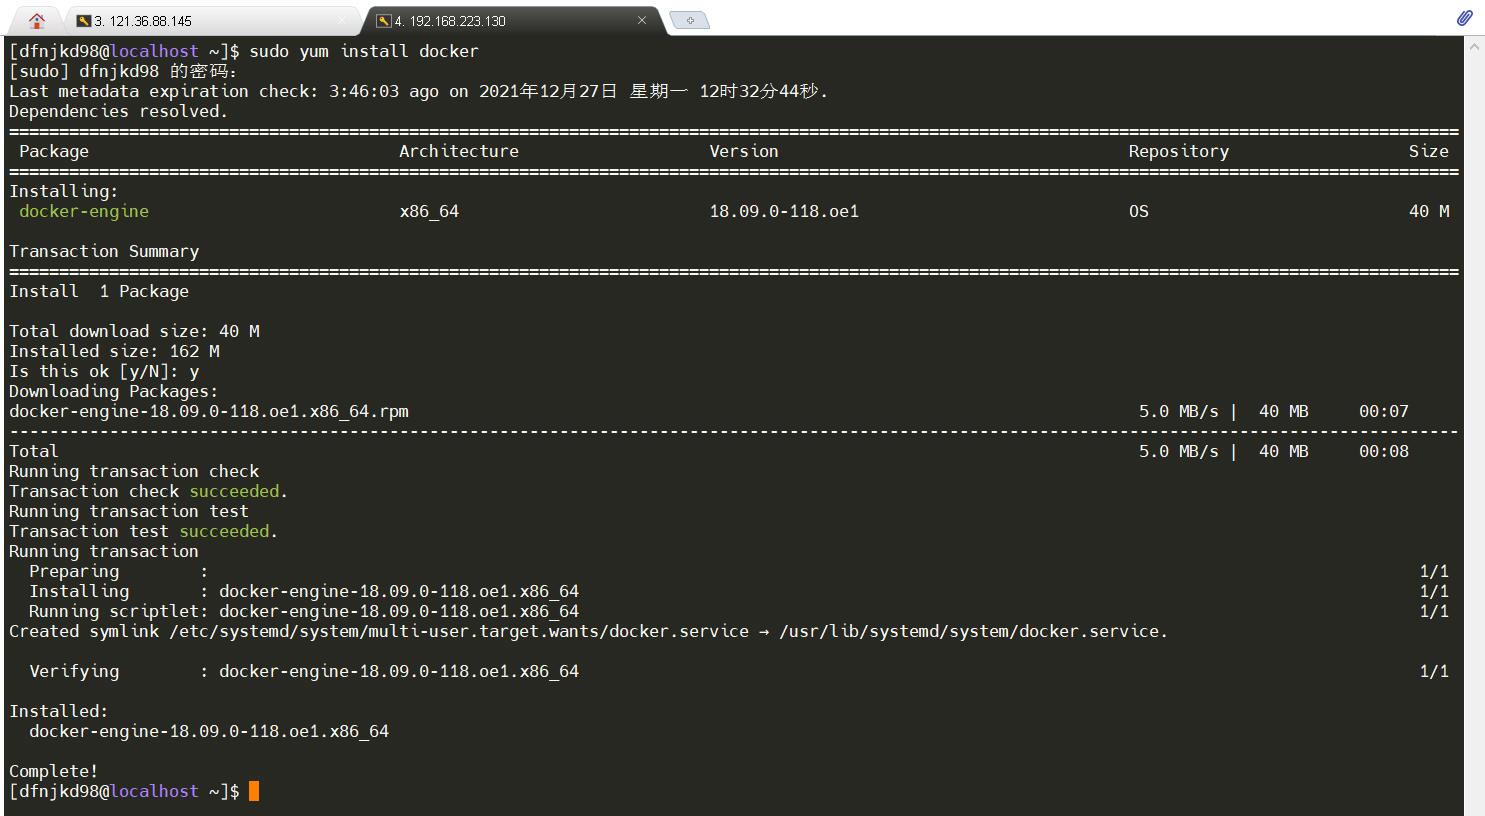 3. 121.36.88.145
4. 192.168.223.130
[dfnjkd98@localhost ~]$ sudo yum install docker
[sudo] dfnjkd98 的密码：
Last metadata expiration check: 3:46:03 ago on 2021年12月27日 星期一 12时32分44秒.
Dependencies resolved.
================================================================================
Package Architecture Version Repository Size
================================================================================
Installing:
docker-engine x86_64 18.09.0-118.oe1 OS 40 M
Transaction Summary
================================================================================
Install  1 Package
Total download size: 40 M
Installed size: 162 M
Is this ok [y/N]: y
Downloading Packages:
docker-engine-18.09.0-118.oe1.x86_64.rpm 5.0 MB/s |  40 MB 00:07
--------------------------------------------------------------------------------
Total 5.0 MB/s |  40 MB 00:08
Running transaction check
Transaction check succeeded.
Running transaction test
Transaction test succeeded.
Running transaction
Preparing        : 1/1
Installing       : docker-engine-18.09.0-118.oe1.x86_64 1/1
Running scriptlet: docker-engine-18.09.0-118.oe1.x86_64 1/1
Created symlink /etc/systemd/system/multi-user.target.wants/docker.service → /usr/lib/systemd/system/docker.service.
Verifying        : docker-engine-18.09.0-118.oe1.x86_64 1/1
Installed:
docker-engine-18.09.0-118.oe1.x86_64
Complete!
[dfnjkd98@localhost ~]$